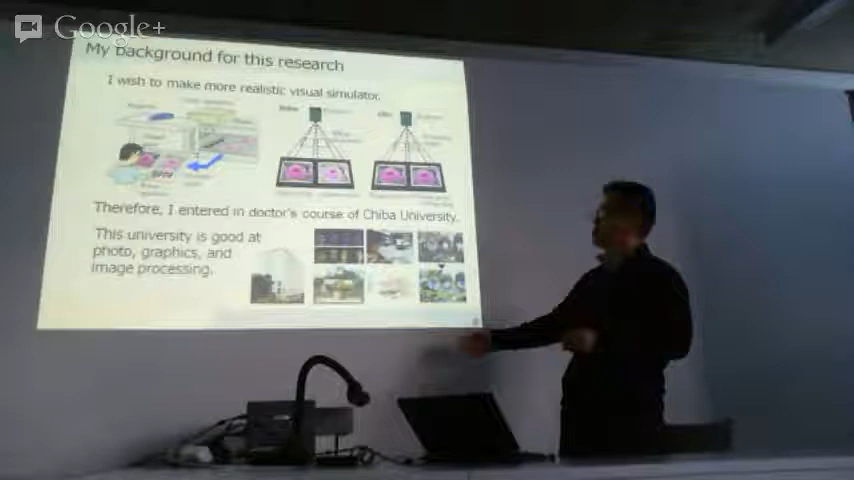 Google+
My background for this research
I wish to make more realistic visual simulator.
Therefore, I entered in doctor's course of Chiba University.
This university is good at
photo, graphics, and
image processing.